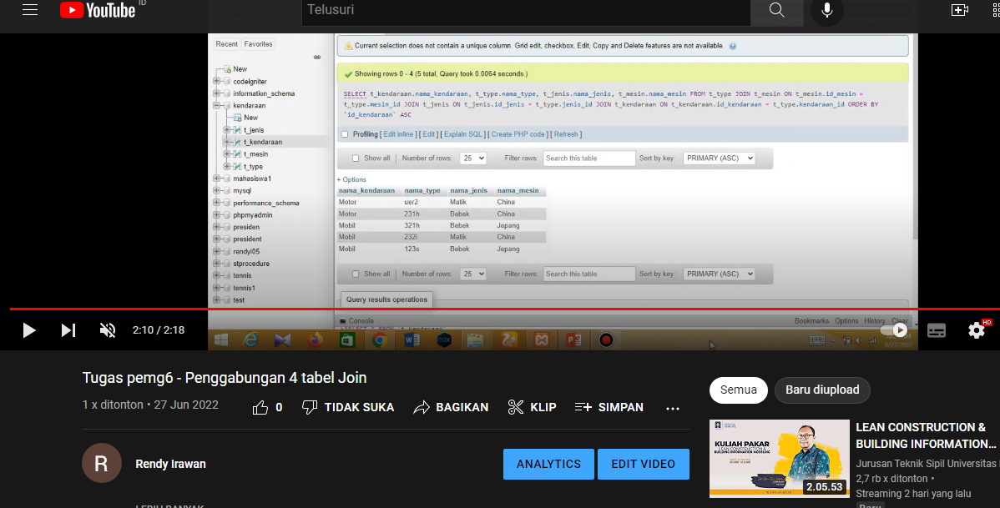 YouTube ID
Telusuri
Recent Favorites
New
codeigniter
information_schema
kendaraan
New
t_jenis
t_kendaraan
t_mesin
t_type
mahasiswa1
mysql
performance_schema
phpmyadmin
presiden
president
rendyi05
stprocedure
tennis
tennis1
test
Current selection does not contain a unique column. Grid edit, checkbox, Edit, Copy and Delete features are not available.
Showing rows 0 - 4 (5 total, Query took 0.0064 seconds.)
SELECT t_kendaraan.nama_kendaraan, t_type.nama_type, t_jenis.nama_jenis, t_mesin.nama_mesin FROM t_type JOIN t_mesin ON t_mesin.id_mesin =
t_type.mesin_id JOIN t_jenis ON t_jenis.id_jenis = t_type.jenis_id JOIN t_kendaraan ON t_kendaraan.id_kendaraan = t_type.kendaraan_id ORDER BY
`id_kendaraan` ASC
Profiling [ Edit inline ] [ Edit ] [ Explain SQL ] [ Create PHP code ] [ Refresh ]
Show all | Number of rows: 25 Filter rows: Search this table Sort by key: PRIMARY (ASC)
+ Options
nama_kendaraan nama_type nama_jenis nama_mesin
Motor uer2 Matik China
Motor 231h Bebek China
Mobil 321h Bebek Jepang
Mobil 232l Matik China
Mobil 123s Bebek Jepang
Show all | Number of rows: 25 Filter rows: Search this table Sort by key: PRIMARY (ASC)
Query results operations
Console Bookmarks Options History Clear
2:10 / 2:18
HD
6/27/2022
Tugas pemg6 - Penggabungan 4 tabel Join
1 x ditonton • 27 Jun 2022
0 TIDAK SUKA BAGIKAN KLIP SIMPAN ...
R
Rendy Irawan
ANALYTICS EDIT VIDEO
LEBIH BANYAK
Semua Baru diupload
KULIAH PAKAR
LEAN CONSTRUCTION &
BUILDING INFORMATION MODELING
2.05.53
LEAN CONSTRUCTION &
BUILDING INFORMATION...
Jurusan Teknik Sipil Universitas
2,7 rb x ditonton •
Streaming 2 hari yang lalu
Baru